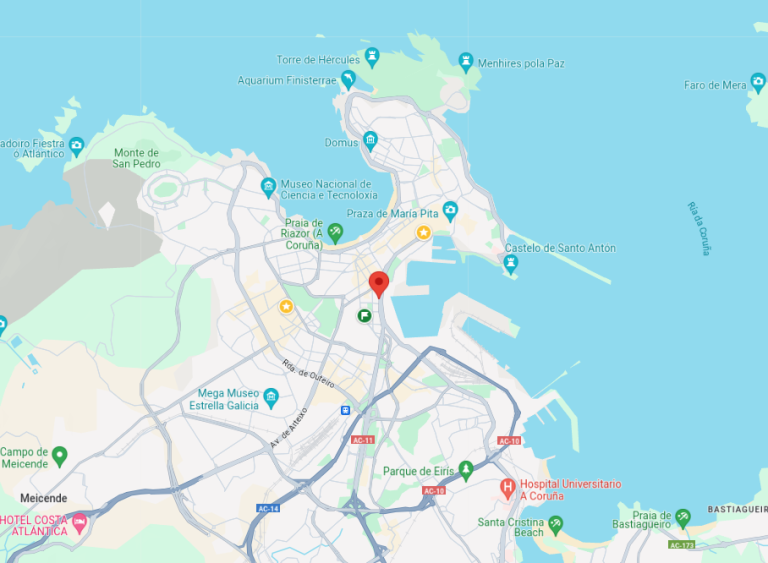 Torre de Hércules
Menhires pola Paz
Aquarium Finisterrae
Faro de Mera
adoiro Fiestra
o Atlántico
Monte de
San Pedro
Domus
Museo Nacional de
Ciencia e Tecnoloxía
Praza de María Pita
Praia de
Riazor (A
Coruña)
Ría da Coruña
Castelo de Santo Antón
Rda. de Outeiro
Mega Museo
Estrella Galicia
Av. de Arteixo
AC-11
AC-10
Campo de
Meicende
Parque de Eirís
Meicende
AC-10
Hospital Universitario
A Coruña
AC-14
HOTEL COSTA
ATLÁNTICA
Santa Cristina
Beach
Praia de
Bastiagueiro
BASTIAGUEIR
AC-173